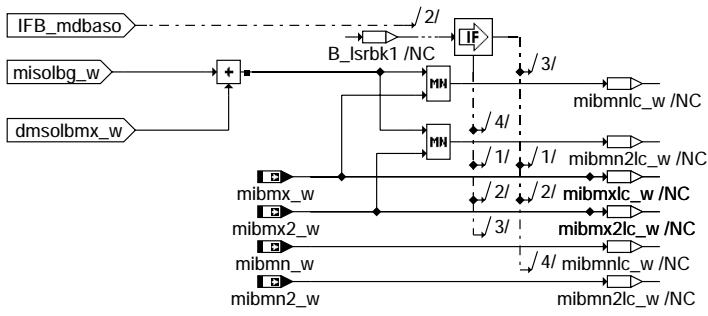 IFB_mdbaso
2/
B_lsrbk1 /NC
IF
3/
misolbg_w
+
MN
mibmnlc_w /NC
dmsolbmx_w
4/
MN
mibmn2lc_w /NC
1/
1/
mibmx_w
mibmxlc_w /NC
2/
2/
mibmx2_w
mibmx2lc_w /NC
3/
mibmn_w
4/
mibmnlc_w /NC
mibmn2_w
mibmn2lc_w /NC